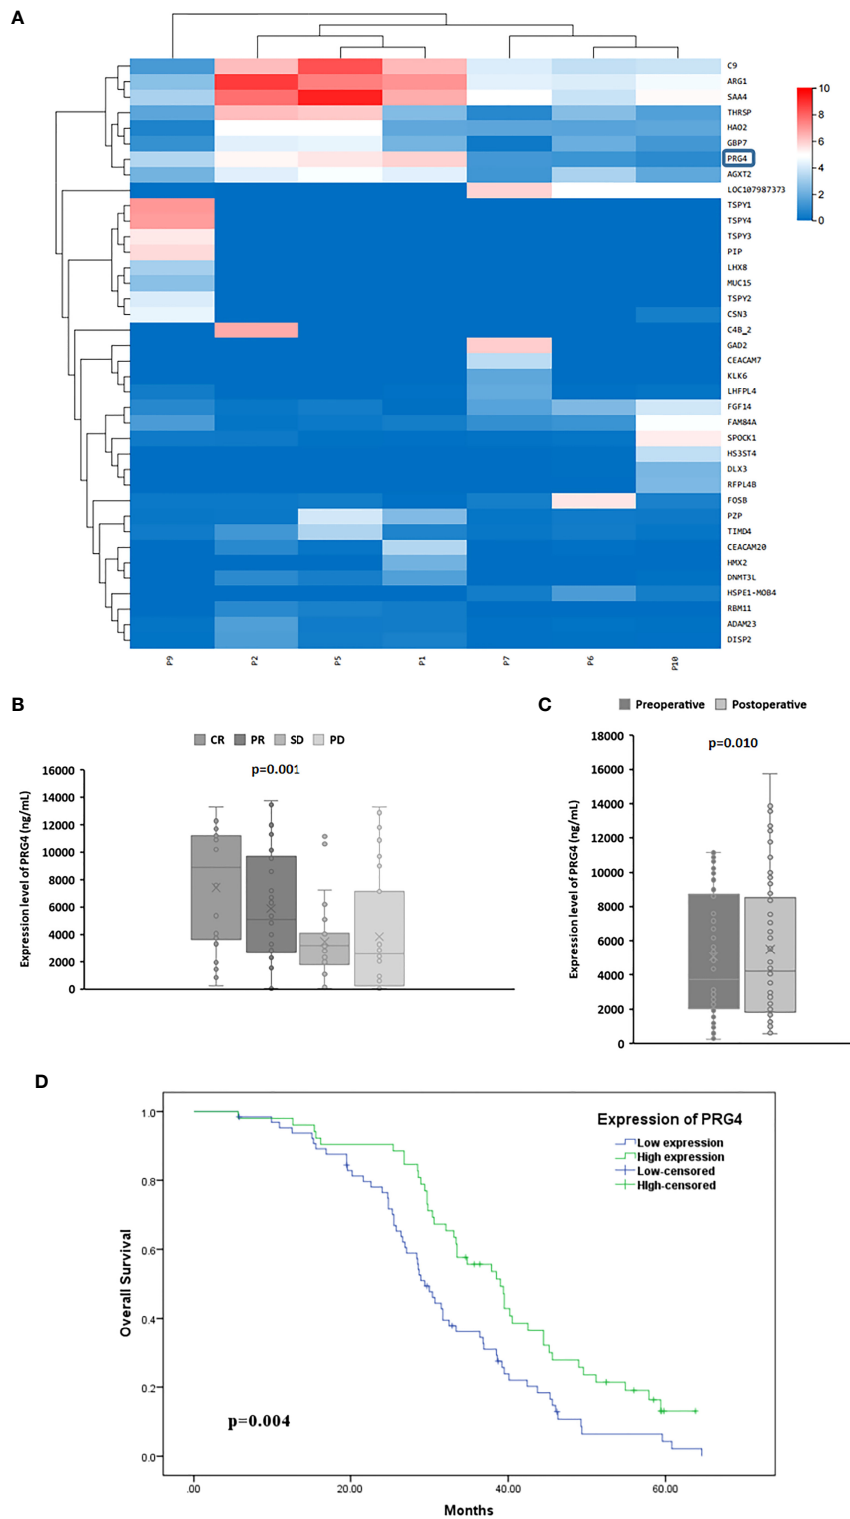 A
C9
ARG1
SAA4
THRSP
HAO2
GBP7
PRG4
AGXT2
LOC107987373
TSPY1
TSPY4
TSPY3
PIP
LHX8
MUC15
TSPY2
CSN3
C4B_2
GAD2
CEACAM7
KLK6
LHFPL4
FGF14
FAM84A
SPOCK1
HS3ST4
DLX3
RFPL4B
FOSB
PZP
TIMD4
CEACAM20
HMX2
DNMT3L
HSPE1-MOB4
RBM11
ADAM23
DISP2
10
8
6
4
2
0
P9 P2 P5 P1 P7 P6 P10
B
CR PR SD PD
p=0.001
Expression level of PRG4 (ng/mL)
16000
14000
12000
10000
8000
6000
4000
2000
0
C
Preoperative Postoperative
p=0.010
Expression level of PRG4 (ng/mL)
18000
16000
14000
12000
10000
8000
6000
4000
2000
0
D
Expression of PRG4
Low expression
High expression
Low-censored
HIgh-censored
Overall Survival
1.0
0.8
0.6
0.4
0.2
0.0
p=0.004
.00 20.00 40.00 60.00
Months